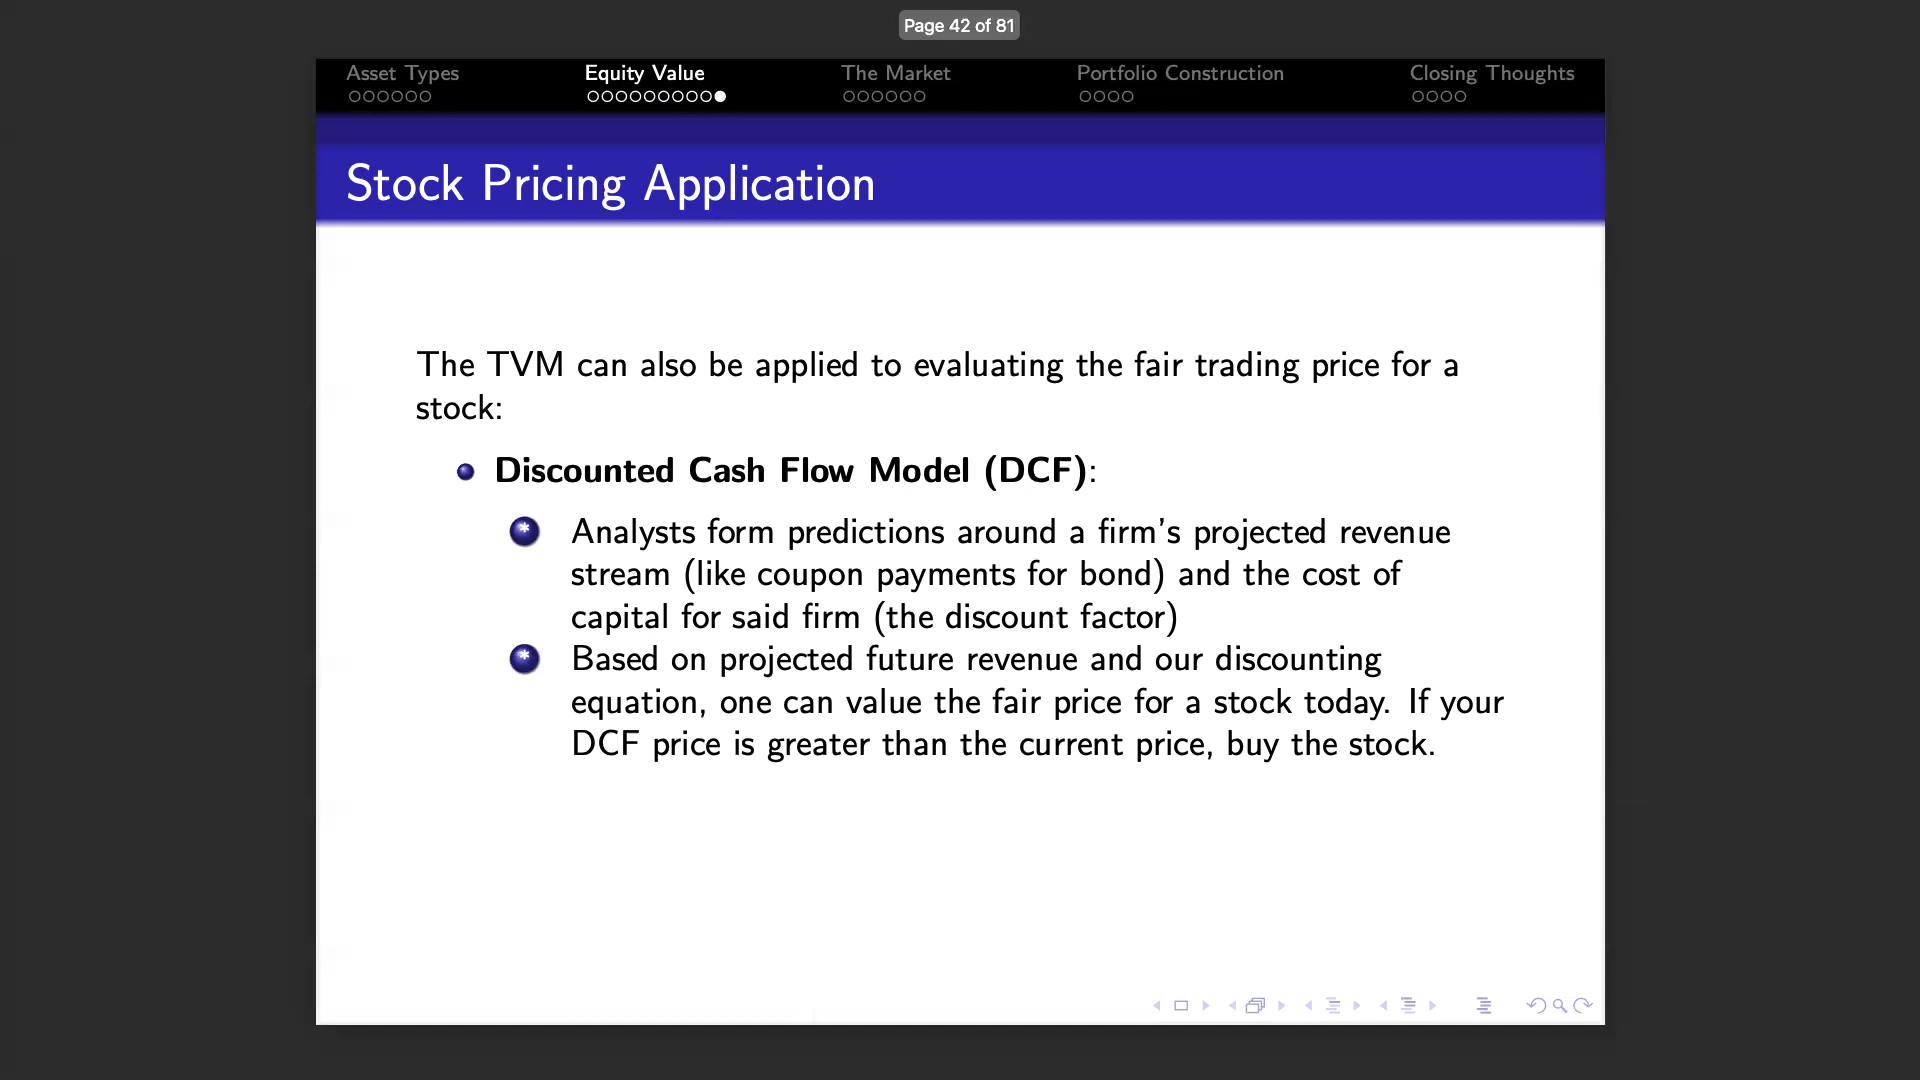 Page 42 of 81
Asset Types
Equity Value
The Market
Portfolio Construction
Closing Thoughts
Stock Pricing Application
The TVM can also be applied to evaluating the fair trading price for a
stock:
Discounted Cash Flow Model (DCF):
* Analysts form predictions around a firm's projected revenue
stream (like coupon payments for bond) and the cost of
capital for said firm (the discount factor)
* Based on projected future revenue and our discounting
equation, one can value the fair price for a stock today. If your
DCF price is greater than the current price, buy the stock.